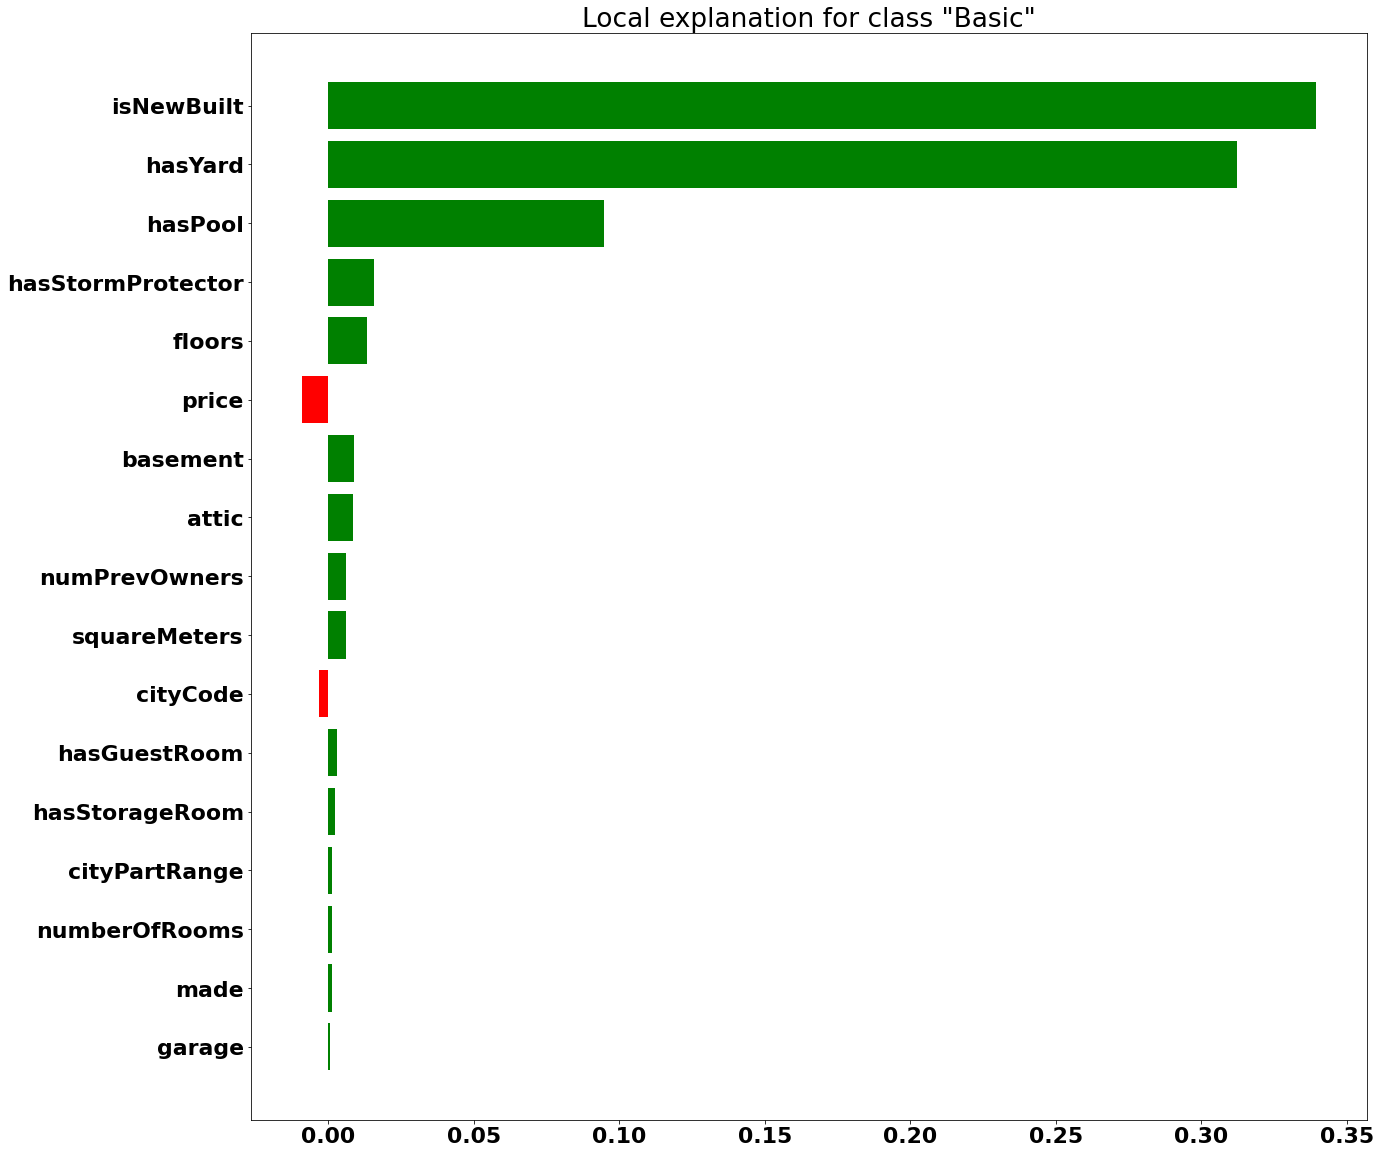 Local explanation for class "Basic"
isNewBuilt
hasYard
hasPool
hasStormProtector
floors
price
basement
attic
numPrevOwners
squareMeters
cityCode
hasGuestRoom
hasStorageRoom
cityPartRange
numberOfRooms
made
garage
0.00 0.05 0.10 0.15 0.20 0.25 0.30 0.35